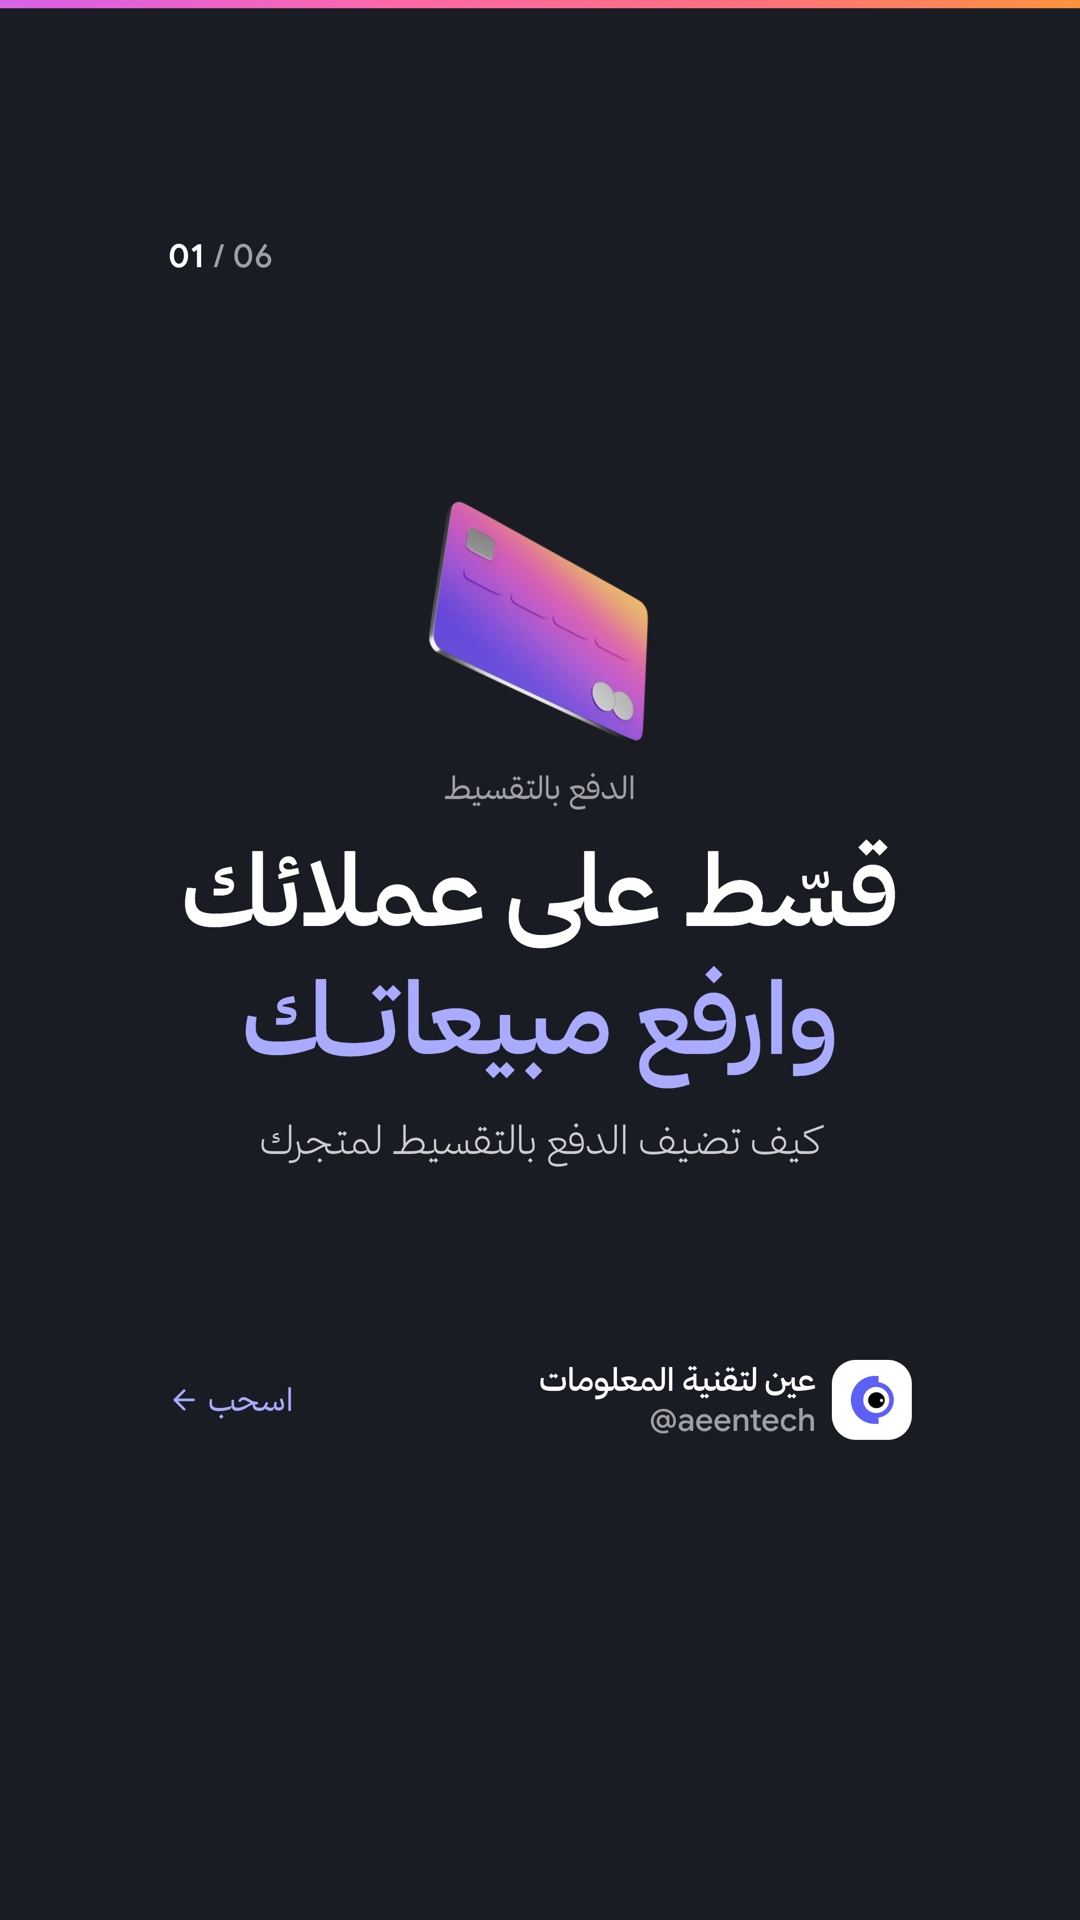 01 / 06
الدفع بالتقسيط
قسّط على عملائك
وارفع مبيعاتـك
كيف تضيف الدفع بالتقسيط لمتجرك
عين لتقنية المعلومات
@aeentech
اسحب ←